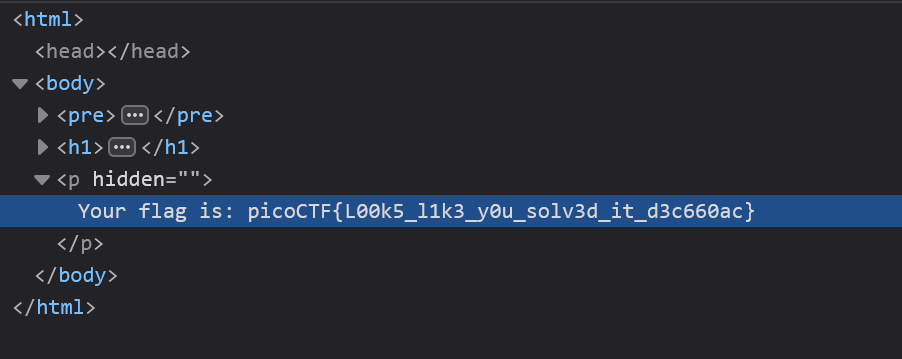 <html>
<head></head>
<body>
<pre>...</pre>
<h1>...</h1>
<p hidden="">
Your flag is: picoCTF{L00k5_l1k3_y0u_solv3d_it_d3c660ac}
</p>
</body>
</html>